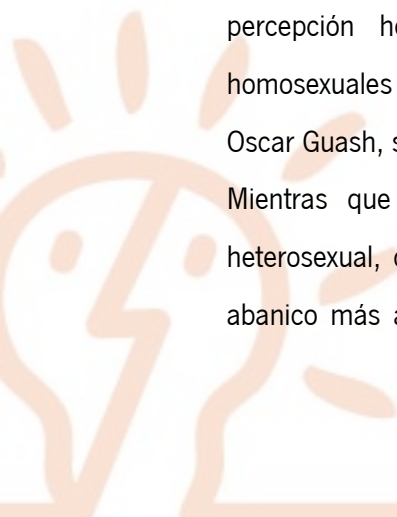 percepción
homosexuales
Oscar Guash,
Mientras que
heterosexual,
abanico más